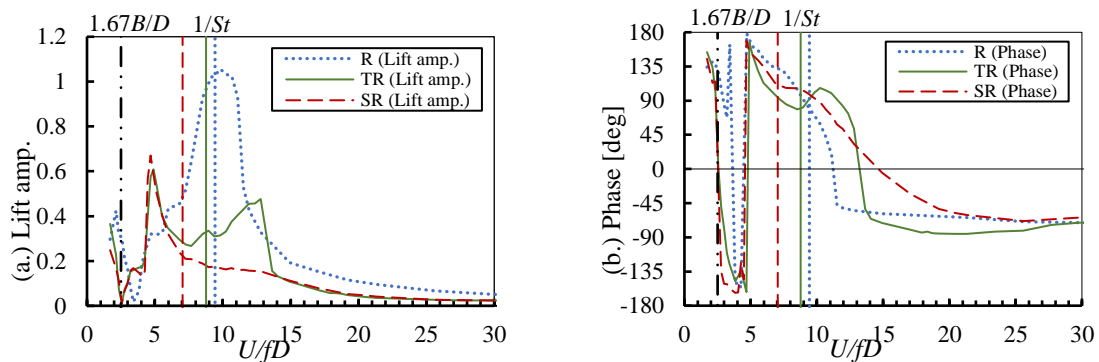 1.67B/D 1/St
1.2
1
0.8
0.6
0.4
0.2
0
(a.) Lift amp.
R (Lift amp.)
TR (Lift amp.)
SR (Lift amp.)
0 5 10 15 20 25 30
U/fD
1.67B/D 1/St
180
135
90
45
0
-45
-90
-135
-180
(b.) Phase [deg]
R (Phase)
TR (Phase)
SR (Phase)
0 5 10 15 20 25 30
U/fD